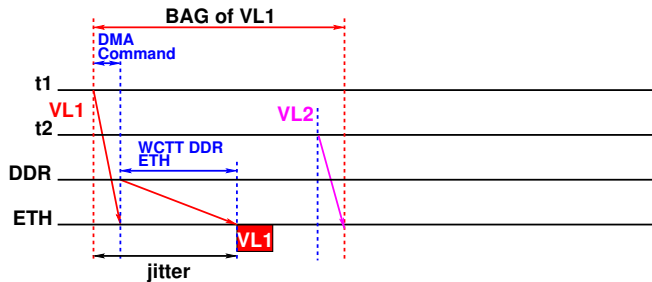 BAG of VL1
DMA
Command
t1
VL1
VL2
t2
WCTT DDR
ETH
DDR
ETH
VL1
jitter